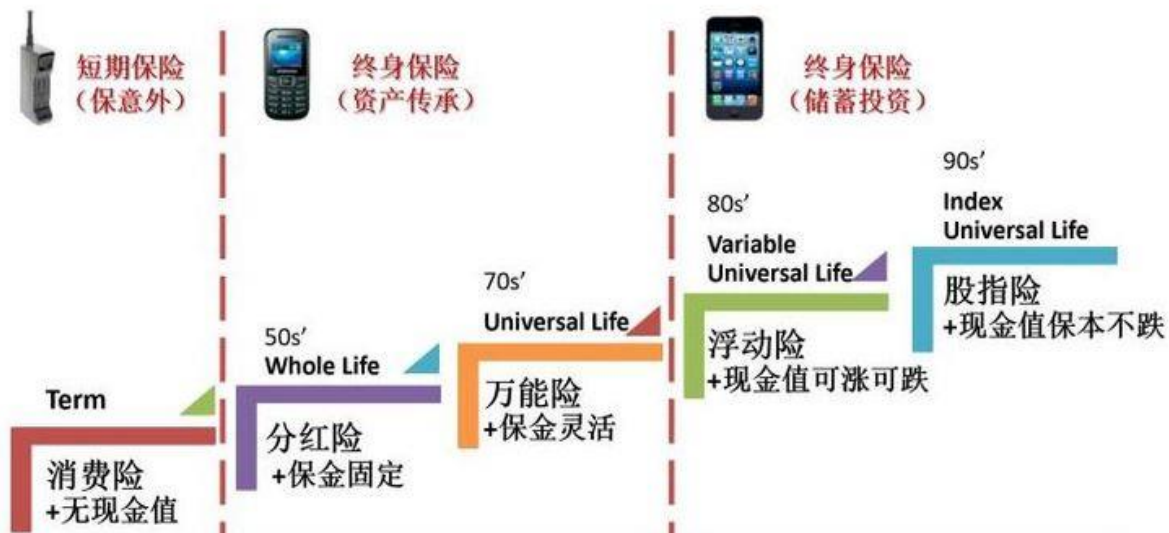 短期保险
（保意外）
终身保险
（资产传承）
终身保险
（储蓄投资）
Term
消费险
+无现金值
50s'
Whole Life
分红险
+保金固定
70s'
Universal Life
万能险
+保金灵活
80s'
Variable
Universal Life
浮动险
+现金值可涨可跌
90s'
Index
Universal Life
股指险
+现金值保本不跌